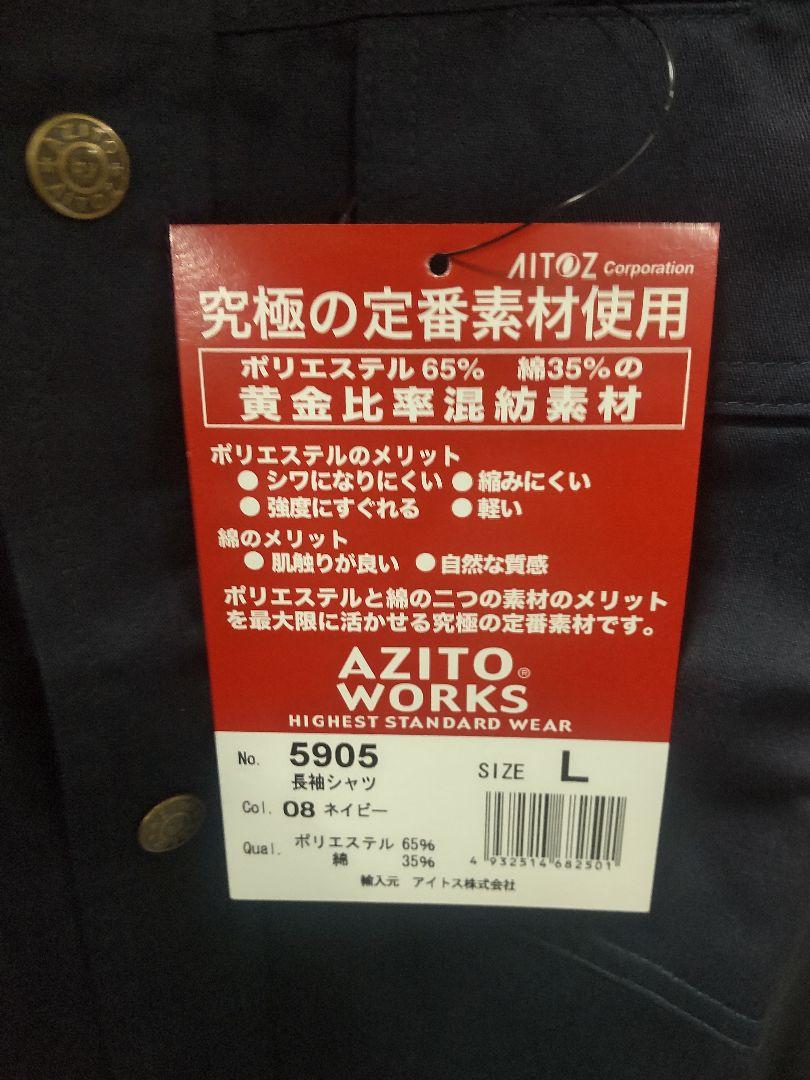 AZITO
AITOZ Corporation
究極の定番素材使用
ポリエステル65% 綿35%の
黄金比率混紡素材
ポリエステルのメリット
●シワになりにくい ●縮みにくい
●強度にすぐれる ●軽い
綿のメリット
●肌触りが良い ●自然な質感
ポリエステルと綿の二つの素材のメリット
を最大限に活かせる究極の定番素材です。
AZITO®
WORKS
HIGHEST STANDARD WEAR
No. 5905 SIZE L
長袖シャツ
Col. 08 ネイビー
Qual. ポリエステル 65%
綿 35%
4 932514 682501
輸入元 アイトス株式会社